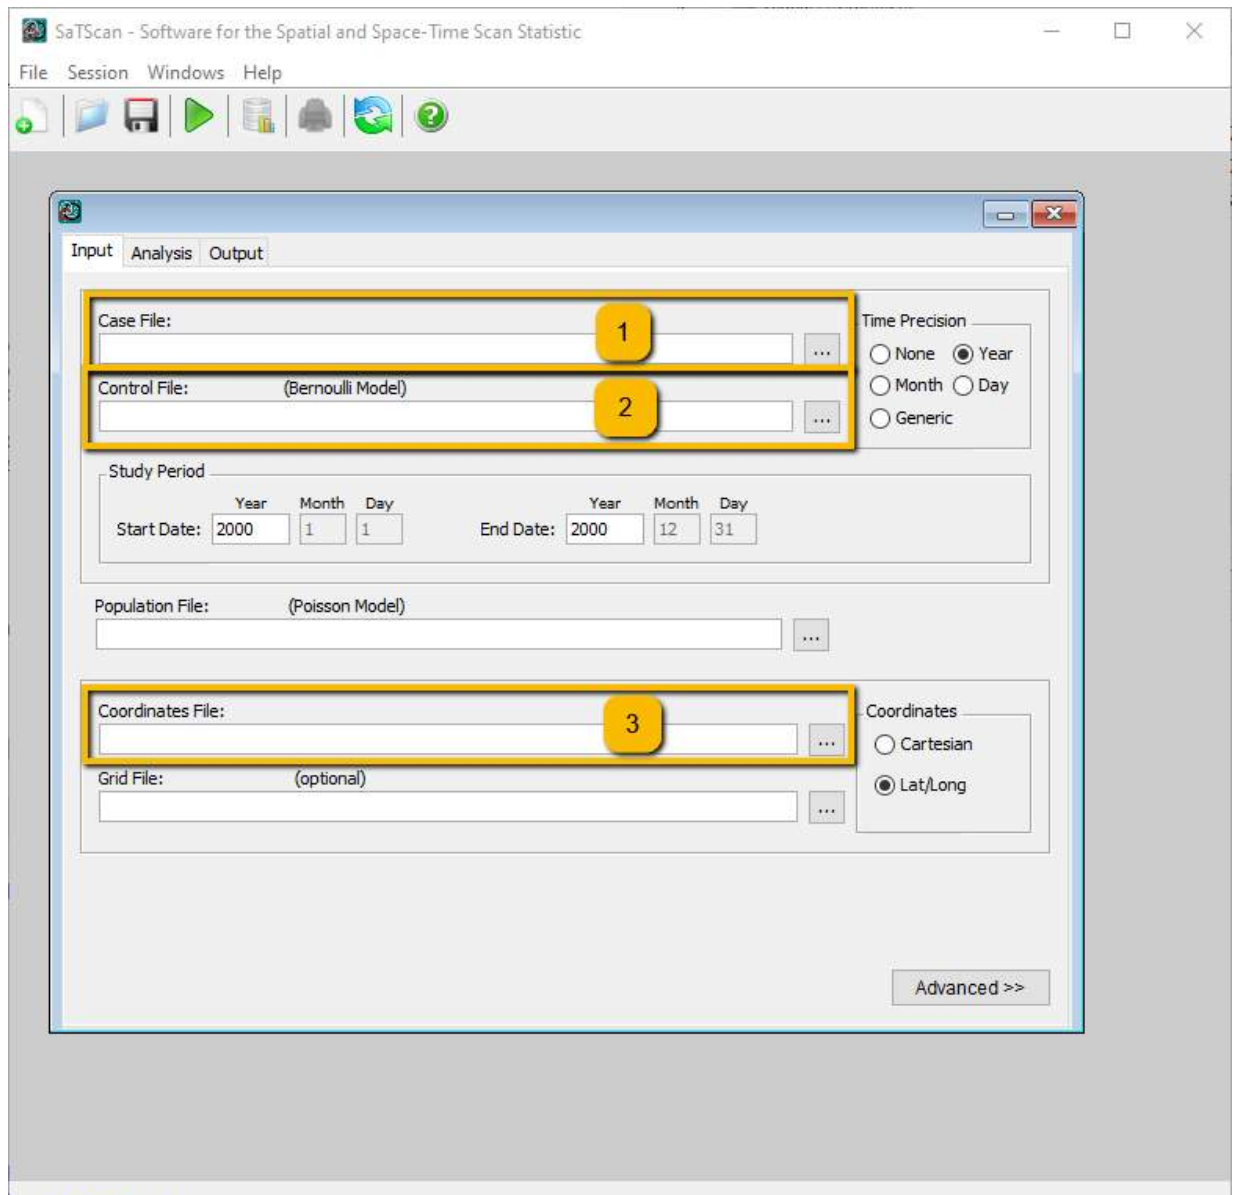 SaTScan - Software for the Spatial and Space-Time Scan Statistic
File Session Windows Help
Input Analysis Output
Case File:
1
...
Time Precision
None Year
Month Day
Generic
Control File: (Bernoulli Model)
2
...
Study Period
Year Month Day Year Month Day
Start Date: 2000 1 1 End Date: 2000 12 31
Population File: (Poisson Model)
...
Coordinates File:
3
...
Coordinates
Cartesian
Lat/Long
Grid File: (optional)
...
Advanced >>